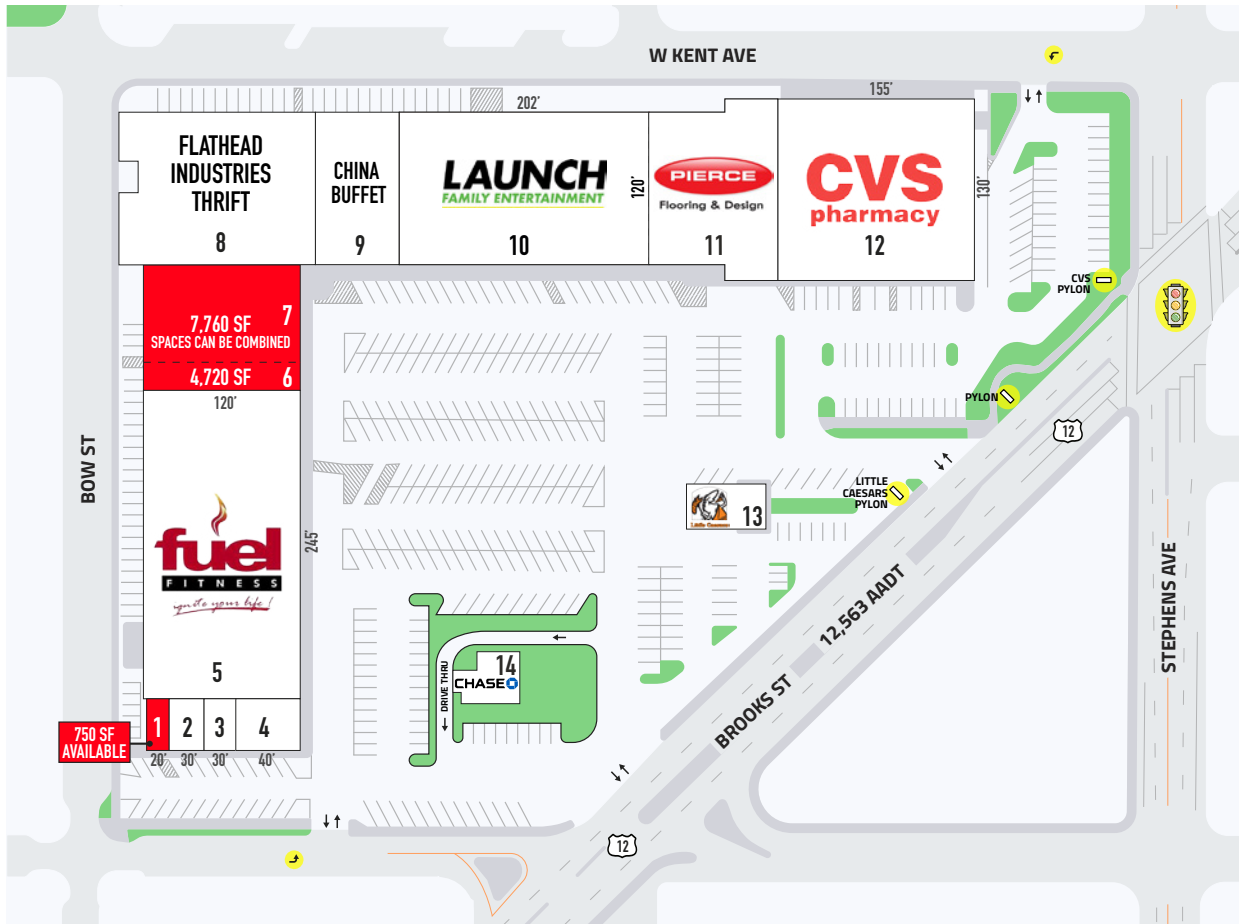 W KENT AVE
202'
155'
FLATHEAD
INDUSTRIES
THRIFT
8
CHINA
BUFFET
9
LAUNCH
FAMILY ENTERTAINMENT
10
120'
PIERCE
Flooring & Design
11
CVS
pharmacy
12
130'
CVS
PYLON
7,760 SF 7
SPACES CAN BE COMBINED
4,720 SF 6
120'
PYLON
12
BOW ST
LITTLE
CAESARS
PYLON
Little Caesars
13
fuel
FITNESS
ignite your life!
245'
5
12,563 AADT
STEPHENS AVE
14
CHASE
DRIVE THRU
BROOKS ST
750 SF
AVAILABLE
1
2
3
4
20'
30'
30'
40'
12